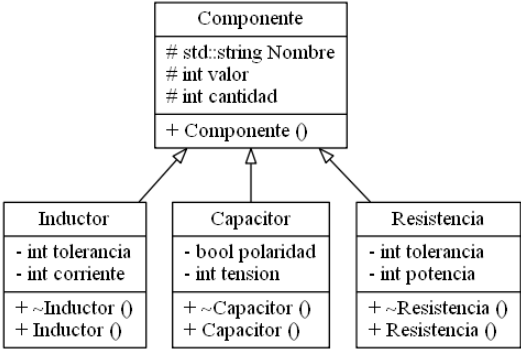 Componente
# std::string Nombre
# int valor
# int cantidad
+ Componente ()
Inductor
- int tolerancia
- int corriente
+ ~Inductor ()
+ Inductor ()
Capacitor
- bool polaridad
- int tension
+ ~Capacitor ()
+ Capacitor ()
Resistencia
- int tolerancia
- int potencia
+ ~Resistencia ()
+ Resistencia ()